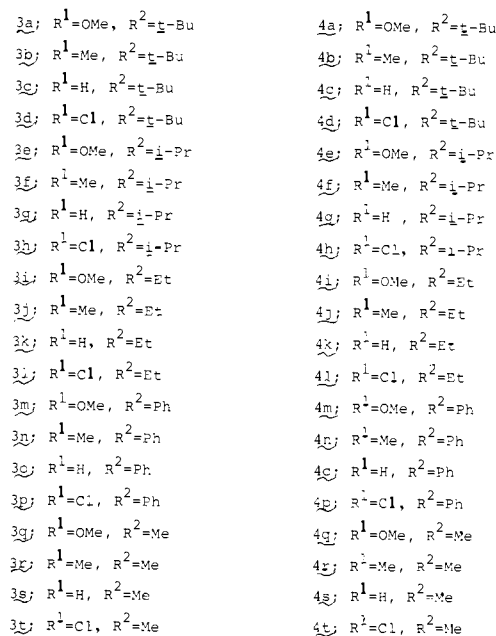 3a; R1=OMe, R2=t-Bu
3b; R1=Me, R2=t-Bu
3c; R1=H, R2=t-Bu
3d; R1=Cl, R2=t-Bu
3e; R1=OMe, R2=i-Pr
3f; R1=Me, R2=i-Pr
3g; R1=H, R2=i-Pr
3h; R1=Cl, R2=i-Pr
3i; R1=OMe, R2=Et
3j; R1=Me, R2=Et
3k; R1=H, R2=Et
3l; R1=Cl, R2=Et
3m; R1=OMe, R2=Ph
3n; R1=Me, R2=Ph
3o; R1=H, R2=Ph
3p; R1=Cl, R2=Ph
3q; R1=OMe, R2=Me
3r; R1=Me, R2=Me
3s; R1=H, R2=Me
3t; R1=Cl, R2=Me
4a; R1=OMe, R2=t-Bu
4b; R1=Me, R2=t-Bu
4c; R1=H, R2=t-Bu
4d; R1=Cl, R2=t-Bu
4e; R1=OMe, R2=i-Pr
4f; R1=Me, R2=i-Pr
4g; R1=H , R2=i-Pr
4h; R1=Cl, R2=i-Pr
4i; R1=OMe, R2=Et
4j; R1=Me, R2=Et
4k; R1=H, R2=Et
4l; R1=Cl, R2=Et
4m; R1=OMe, R2=Ph
4n; R1=Me, R2=Ph
4o; R1=H, R2=Ph
4p; R1=Cl, R2=Ph
4q; R1=OMe, R2=Me
4r; R1=Me, R2=Me
4s; R1=H, R2=Me
4t; R1=Cl, R2=Me